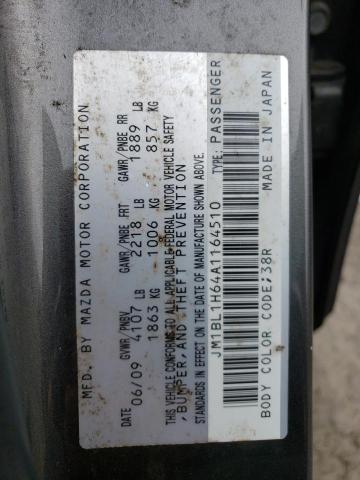 MFD. BY MAZDA MOTOR CORPORATION
DATE GVWR/PNBV GAWR/PNBE FRT GAWR/PNBE RR
06/09 4107 LB 2218 LB 1889 LB
1863 KG 1006 KG 857 KG
THIS VEHICLE CONFORMS TO ALL APPLICABLE FEDERAL MOTOR VEHICLE SAFETY
,BUMPER,AND THEFT PREVENTION
STANDARDS IN EFFECT ON THE DATE OF MANUFACTURE SHOWN ABOVE.
JM1BL1H64A1164510 TYPE: PASSENGER
BODY COLOR CODE:38R MADE IN JAPAN